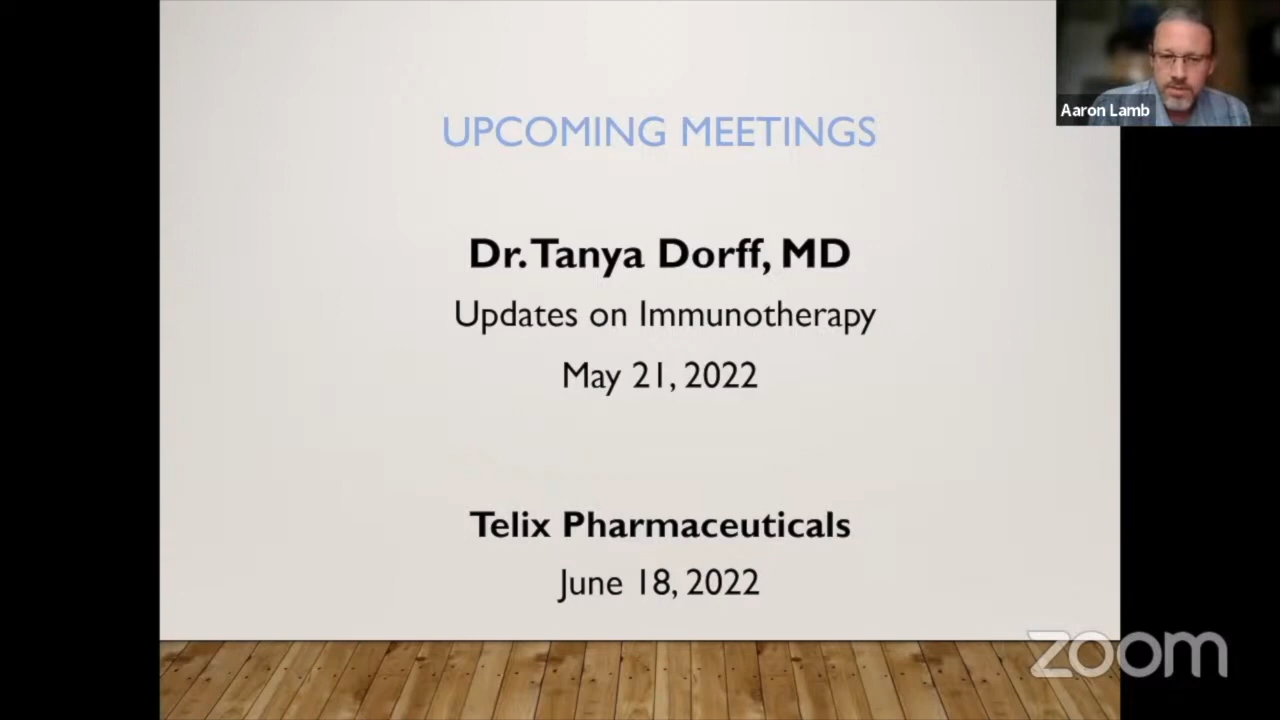 UPCOMING MEETINGS
Dr. Tanya Dorff, MD
Updates on Immunotherapy
May 21, 2022
Telix Pharmaceuticals
June 18, 2022
Aaron Lamb
zoom